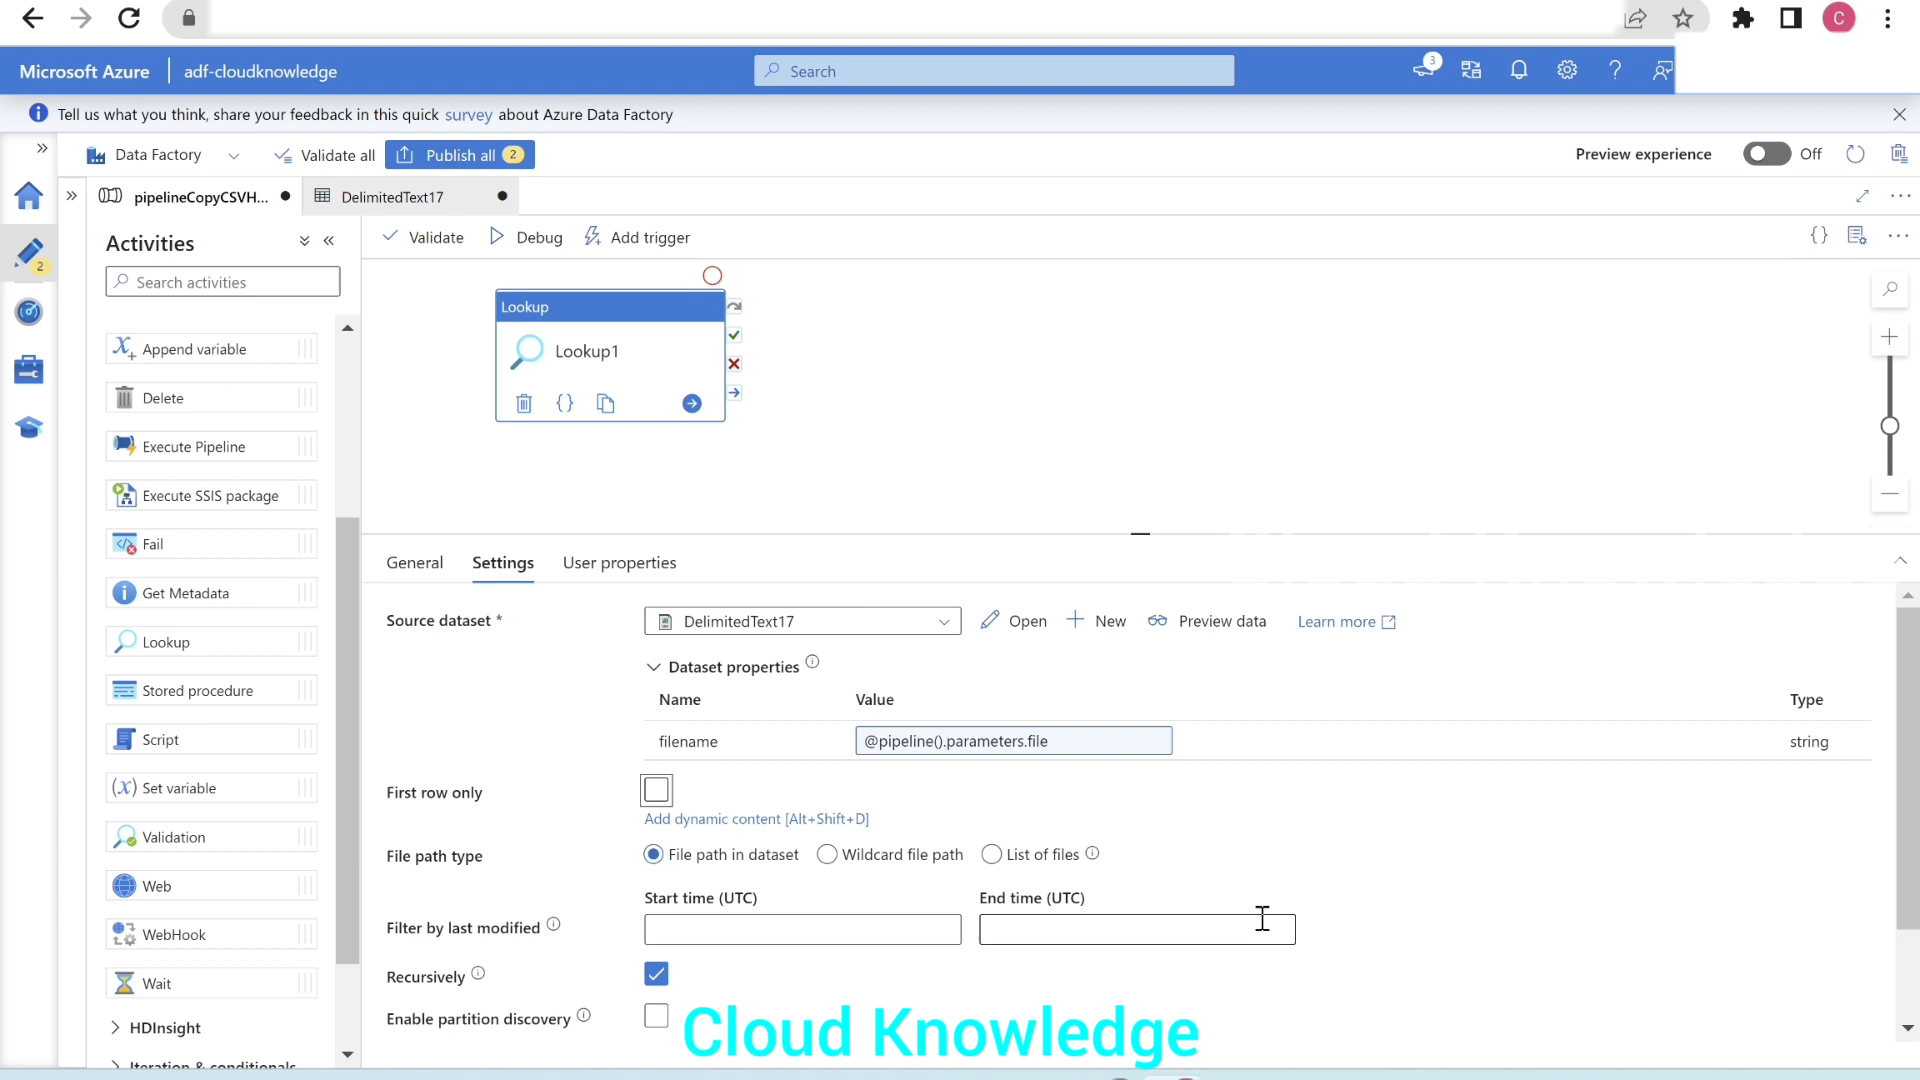 C
Microsoft Azure
adf-cloudknowledge
Search
3
Tell us what you think, share your feedback in this quick survey about Azure Data Factory
Data Factory
Validate all
Publish all 2
Preview experience
Off
pipelineCopyCSVH...
DelimitedText17
2
Activities
Search activities
Append variable
Delete
Execute Pipeline
Execute SSIS package
Fail
Get Metadata
Lookup
Stored procedure
Script
Set variable
Validation
Web
WebHook
Wait
HDInsight
Iteration & conditionals
Validate
Debug
Add trigger
Lookup
Lookup1
General
Settings
User properties
Source dataset *
DelimitedText17
Open
New
Preview data
Learn more
Dataset properties
Name
Value
Type
filename
@pipeline().parameters.file
string
First row only
Add dynamic content [Alt+Shift+D]
File path type
File path in dataset
Wildcard file path
List of files
Start time (UTC)
End time (UTC)
Filter by last modified
Recursively
Enable partition discovery
Cloud Knowledge